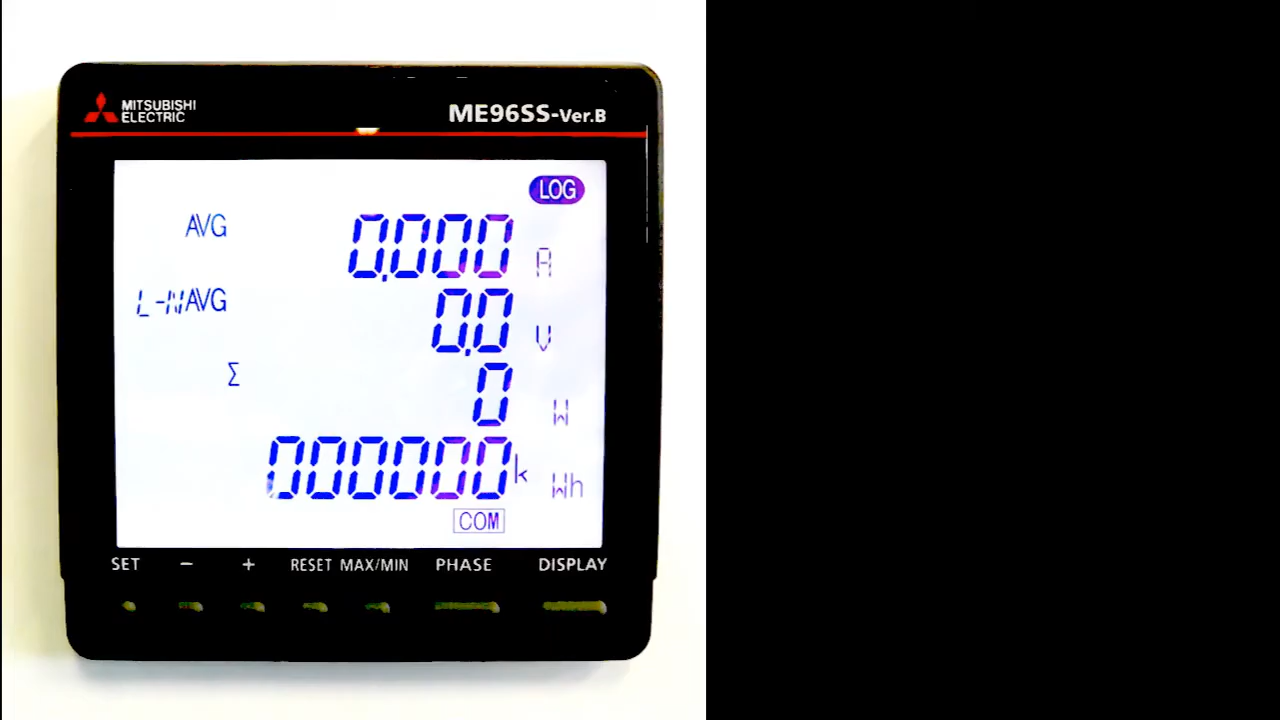 MITSUBISHI
ELECTRIC
ME96SS-Ver.B
LOG
AVG 0.000 A
L-N AVG 0.0 V
Σ 0 W
000000 k Wh
COM
SET − + RESET MAX/MIN PHASE DISPLAY